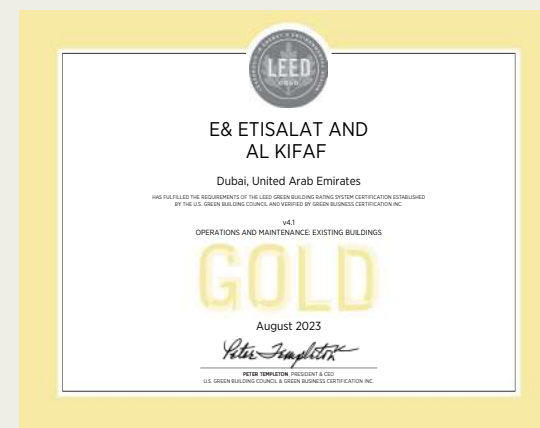 LEED
E& ETISALAT AND
AL KIFAF
Dubai, United Arab Emirates
HAS FULFILLED THE REQUIREMENTS OF THE LEED GREEN BUILDING RATING SYSTEM CERTIFICATION ESTABLISHED
BY THE U.S. GREEN BUILDING COUNCIL AND VERIFIED BY GREEN BUSINESS CERTIFICATION INC.
v4.1
OPERATIONS AND MAINTENANCE: EXISTING BUILDINGS
GOLD
August 2023
Peter Templeton
PETER TEMPLETON, PRESIDENT & CEO
U.S. GREEN BUILDING COUNCIL & GREEN BUSINESS CERTIFICATION INC.